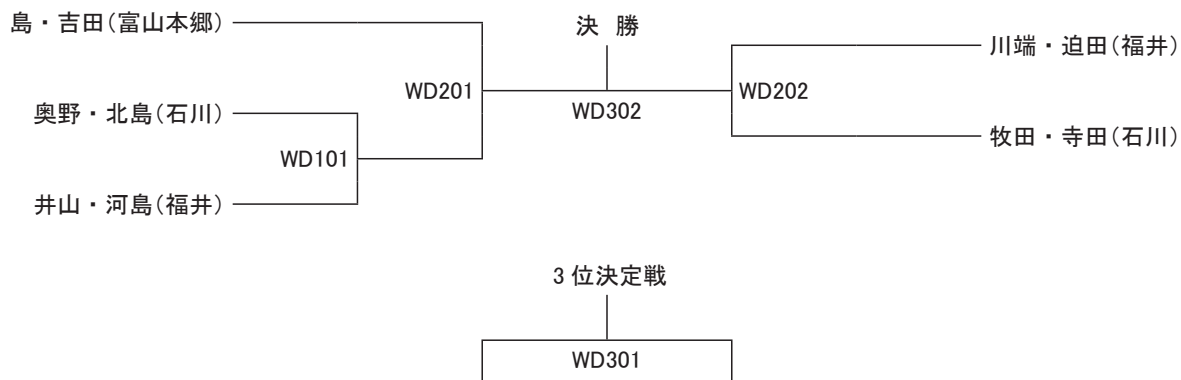 島・吉田(富山本郷)
決 勝
川端・迫田(福井)
WD201
WD202
奥野・北島(石川)
WD302
WD101
牧田・寺田(石川)
井山・河島(福井)
3 位決定戦
WD301